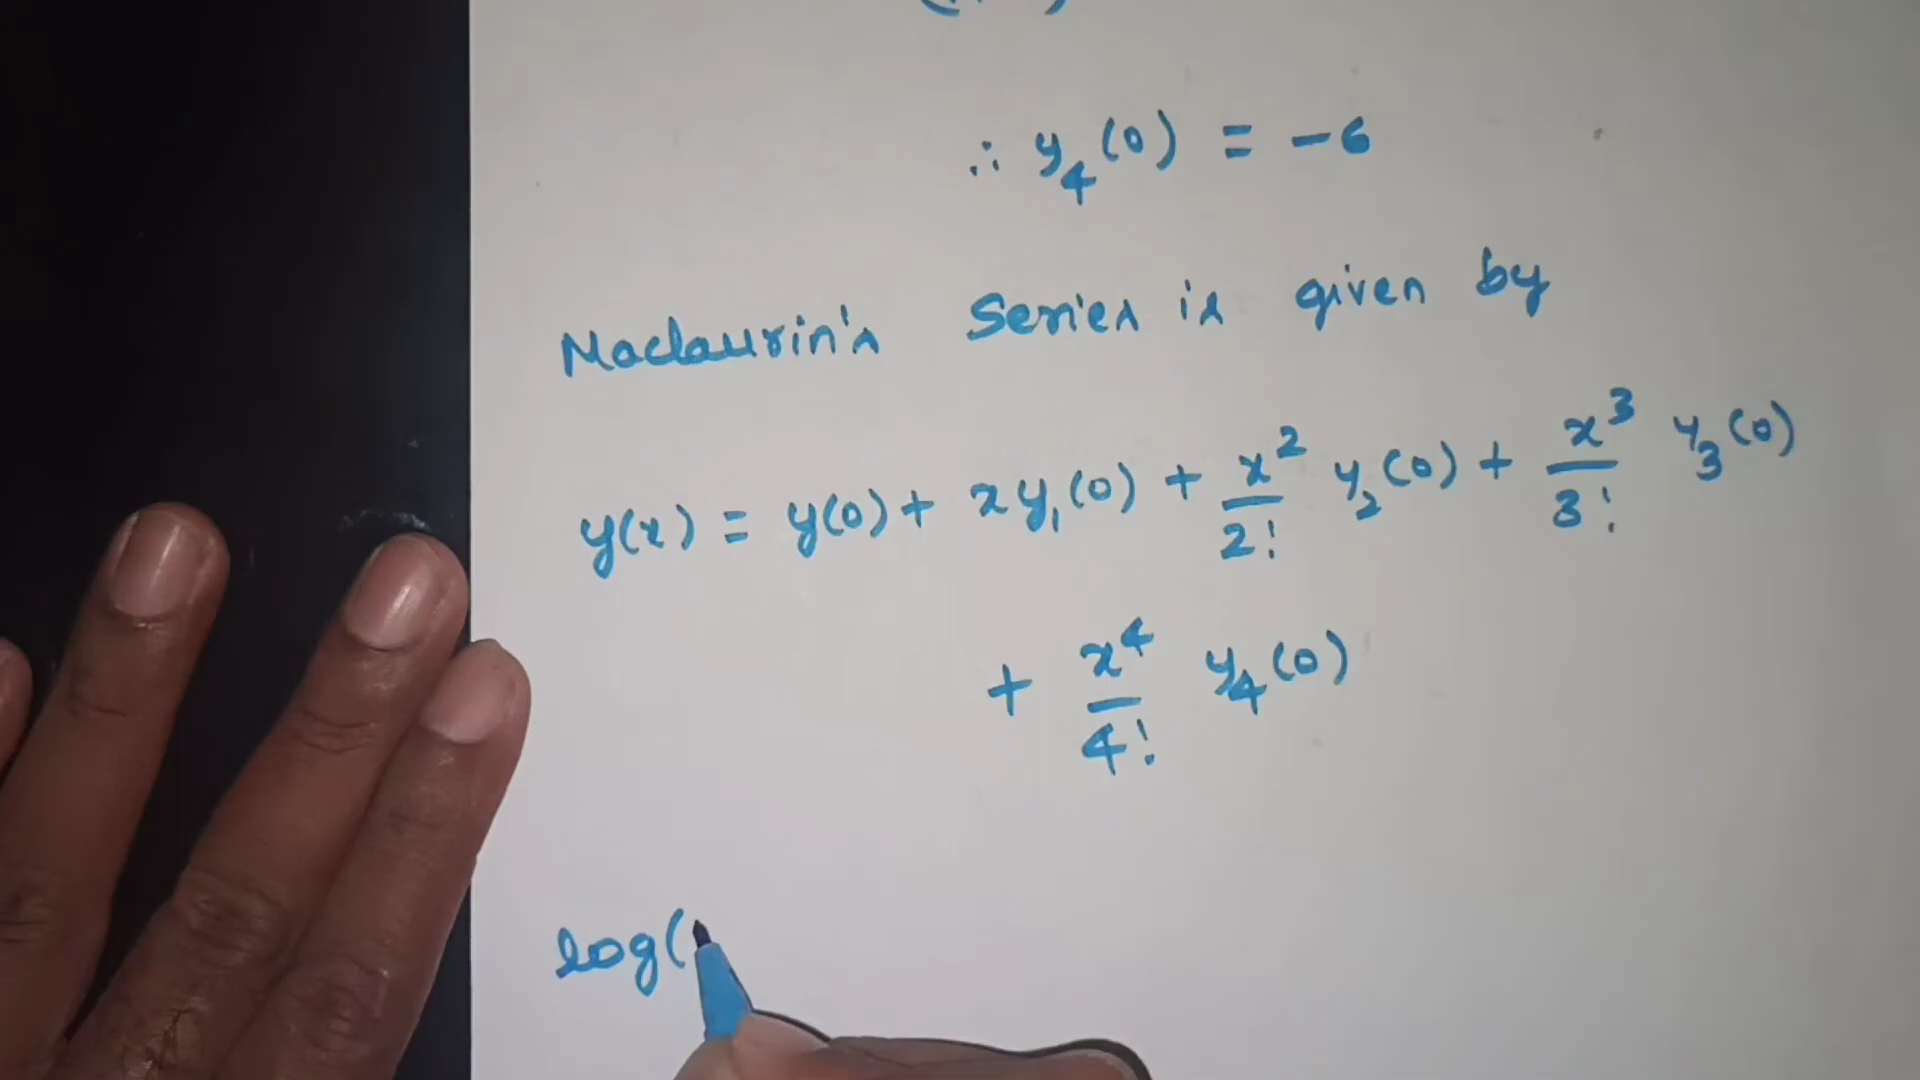 ∴ y₄(0) = -6
Maclaurin's Series is given by
y(x) = y(0) + x y₁(0) + x²/2! y₂(0) + x³/3! y₃(0)
+ x⁴/4! y₄(0)
log(